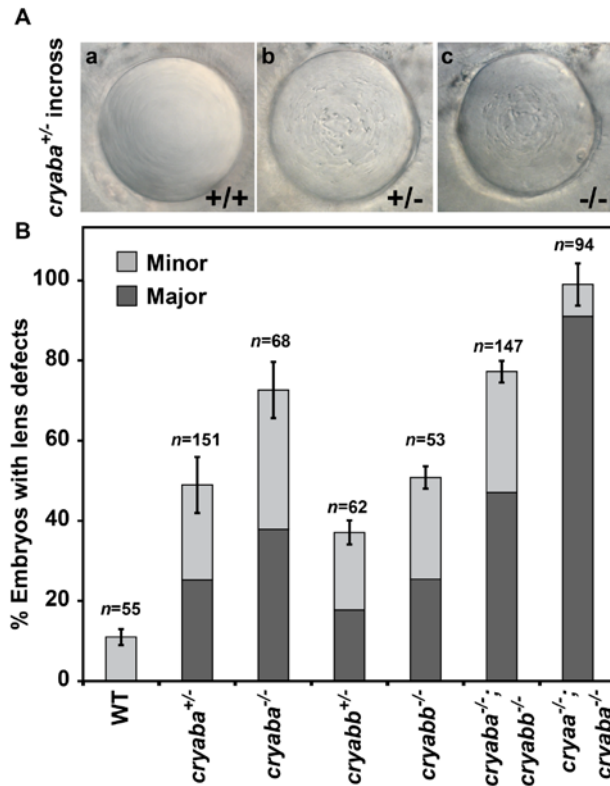 A
cryaba+/- incross
a
b
c
+/+
+/-
-/-
B
% Embryos with lens defects
100
80
60
40
20
0
Minor
Major
n=55
n=151
n=68
n=62
n=53
n=147
n=94
WT
cryaba+/-
cryaba-/-
cryabb+/-
cryabb-/-
cryaba-/-;
cryabb-/-
cryaa-/-;
cryaba-/-